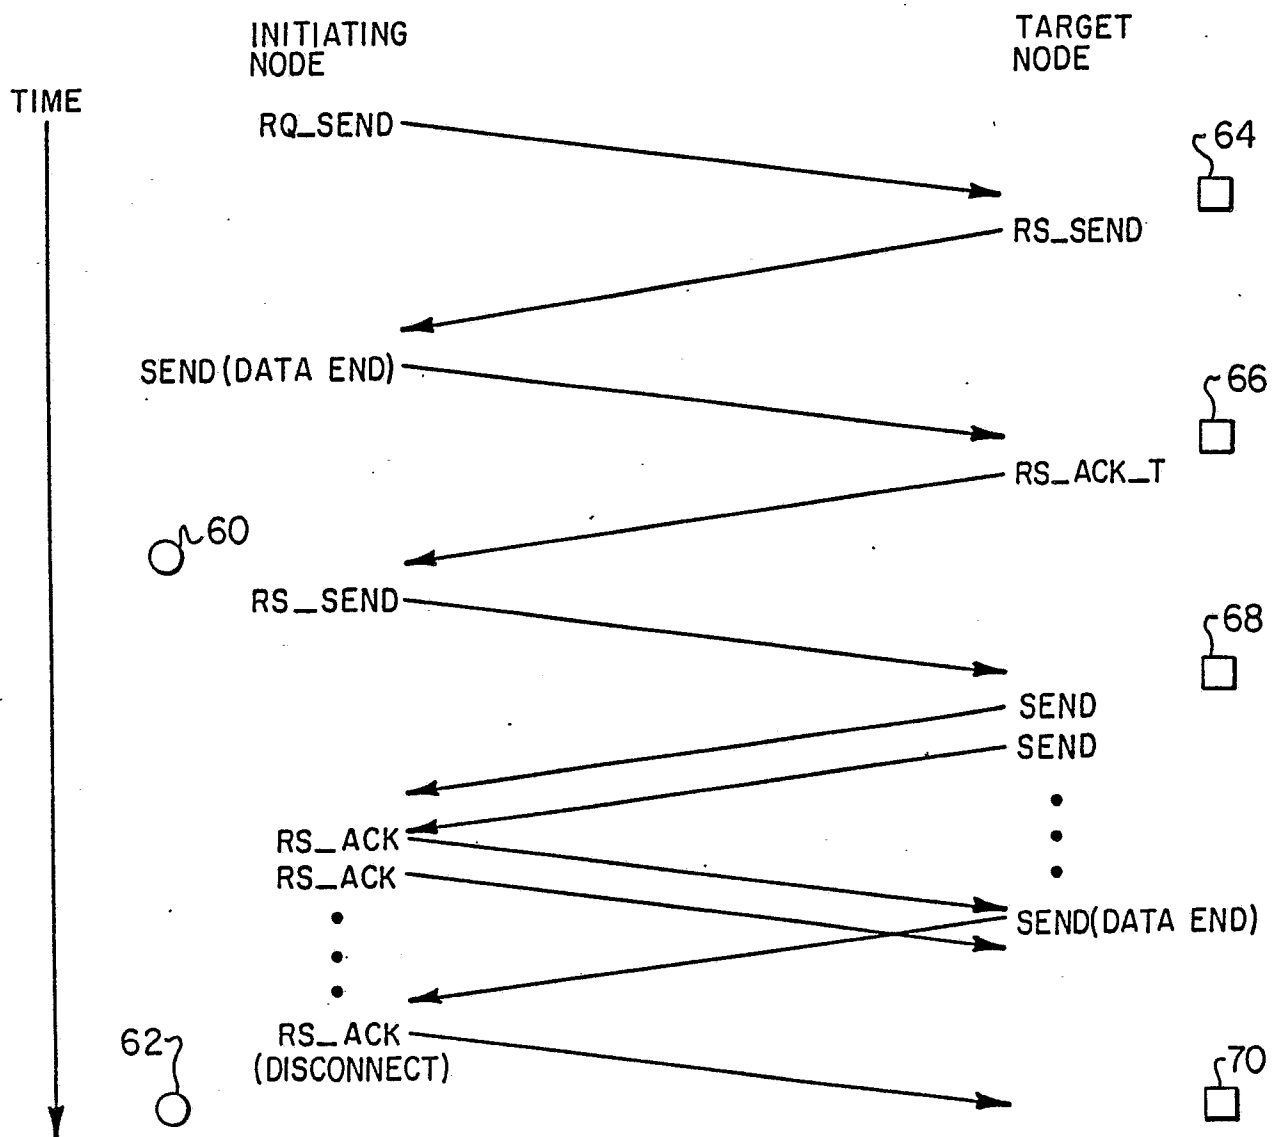 INITIATING
NODE
TARGET
NODE
TIME
RQ_SEND
64
RS_SEND
SEND(DATA END)
66
RS_ACK_T
60
RS_SEND
68
SEND
SEND
RS_ACK
RS_ACK
SEND(DATA END)
RS_ACK
(DISCONNECT)
62
70